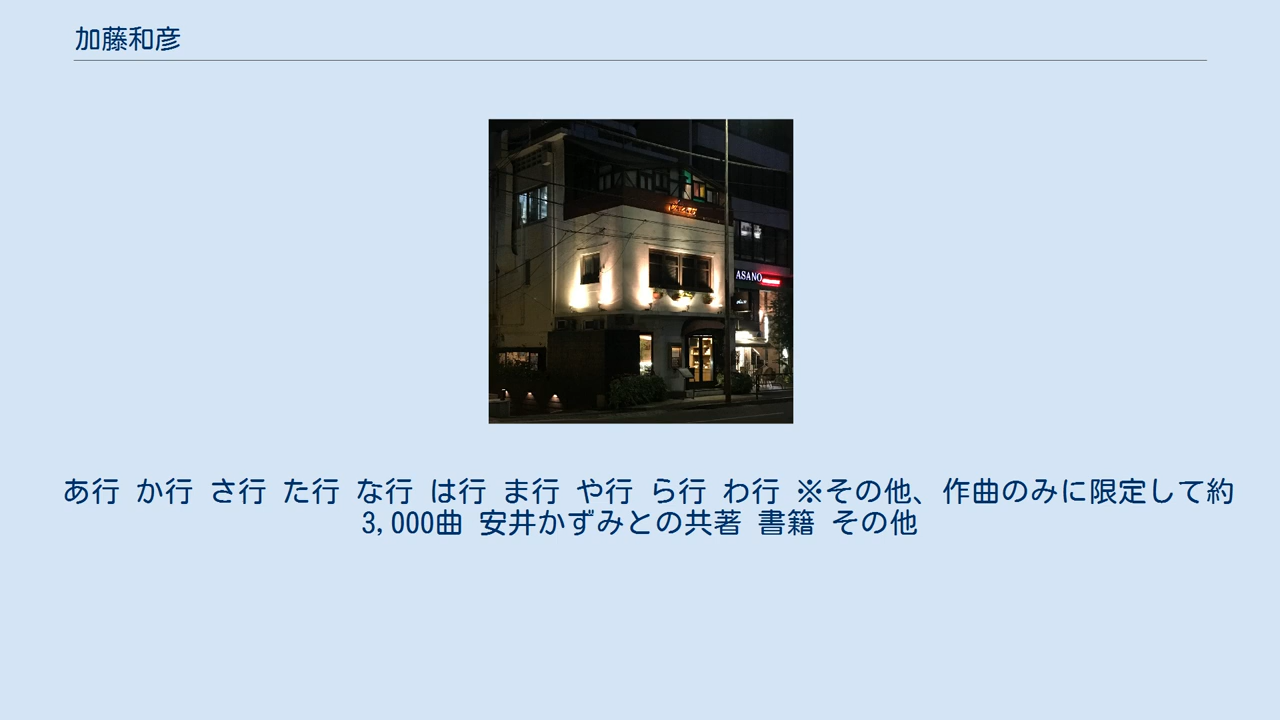 加藤和彦
ASANO
あ行 か行 さ行 た行 な行 は行 ま行 や行 ら行 わ行 ※その他、作曲のみに限定して約
3,000曲 安井かずみとの共著 書籍 その他